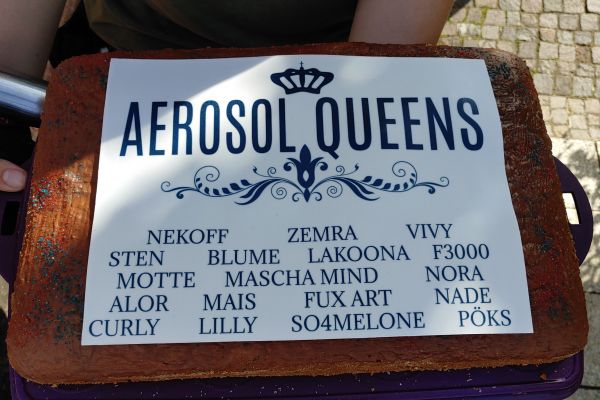 AEROSOL QUEENS
NEKOFF ZEMRA VIVY
STEN BLUME LAKOONA F3000
MOTTE MASCHA MIND NORA
ALOR MAIS FUX ART NADE
CURLY LILLY SO4MELONE PÖKS